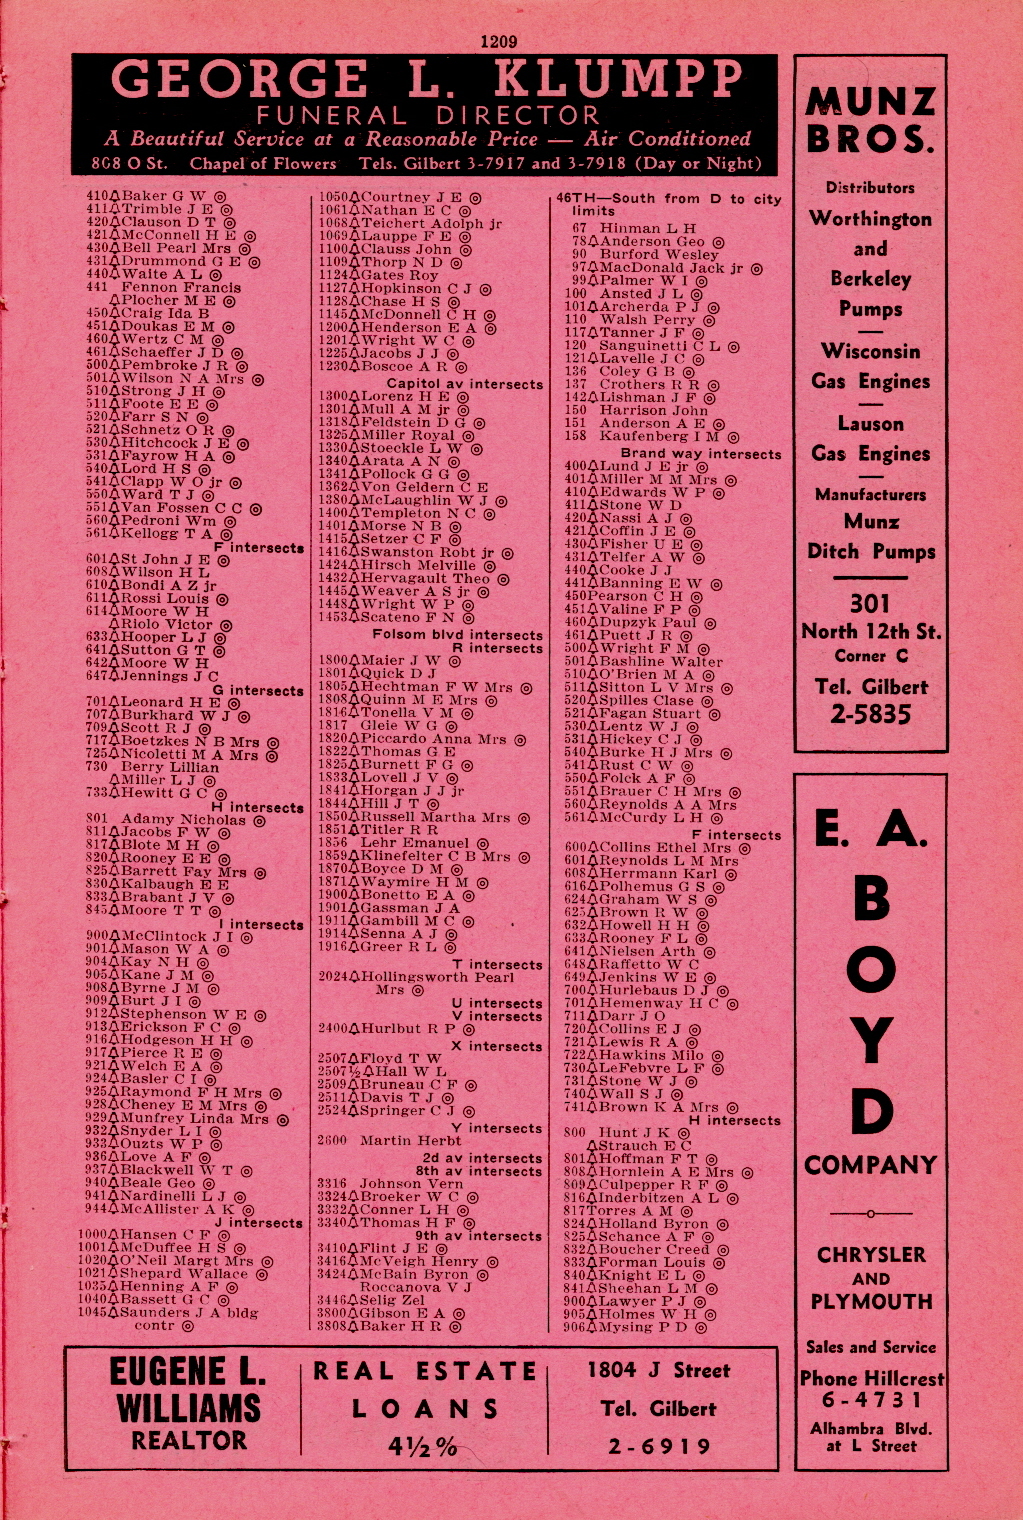 1209
GEORGE L. KLUMPP
FUNERAL DIRECTOR
A Beautiful Service at a Reasonable Price — Air Conditioned
808 O St. Chapel of Flowers Tels. Gilbert 3-7917 and 3-7918 (Day or Night)
410△Baker G W ◎
411△Trimble J E ◎
420△Clauson D T ◎
421△McConnell H E ◎
430△Bell Pearl Mrs ◎
431△Drummond G E ◎
440△Waite A L ◎
441 Fennon Francis
△Plocher M E ◎
450△Craig Ida B
451△Doukas E M ◎
460△Wertz C M ◎
461△Schaeffer J D ◎
500△Pembroke J R ◎
501△Wilson N A Mrs ◎
510△Strong J H ◎
511△Foote E E ◎
520△Farr S N ◎
521△Schnetz O R ◎
530△Hitchcock J E ◎
531△Fayrow H A ◎
540△Lord H S ◎
541△Clapp W O jr ◎
550△Ward T J ◎
551△Van Fossen C C ◎
560△Pedroni Wm ◎
561△Kellogg T A ◎
F intersects
601△St John J E ◎
608△Wilson H L
610△Bondi A Z jr
611△Rossi Louis ◎
614△Moore W H
△Riolo Victor ◎
633△Hooper L J ◎
641△Sutton G T ◎
642△Moore W H
647△Jennings J C
G intersects
701△Leonard H E ◎
707△Burkhard W J ◎
709△Scott R J ◎
717△Boetzkes N B Mrs ◎
725△Nicoletti M A Mrs ◎
730 Berry Lillian
△Miller L J ◎
733△Hewitt G C ◎
H intersects
801 Adamy Nicholas ◎
811△Jacobs F W ◎
817△Blote M H ◎
820△Rooney E E ◎
825△Barrett Fay Mrs ◎
830△Kalbaugh E E
833△Brabant J V ◎
845△Moore T T ◎
I intersects
900△McClintock J I ◎
901△Mason W A ◎
904△Kay N H ◎
905△Kane J M ◎
908△Byrne J M ◎
909△Burt J I ◎
912△Stephenson W E ◎
913△Erickson F C ◎
916△Hodgeson H H ◎
917△Pierce R E ◎
921△Welch E A ◎
924△Basler C I ◎
925△Raymond F H Mrs ◎
928△Cheney E M Mrs ◎
929△Munfrey Linda Mrs ◎
932△Snyder L I ◎
933△Ouzts W P ◎
936△Love A F ◎
937△Blackwell W T ◎
940△Beale Geo ◎
941△Nardinelli L J ◎
944△McAllister A K ◎
J intersects
1000△Hansen C F ◎
1001△McDuffee H S ◎
1020△O'Neil Margt Mrs ◎
1021△Shepard Wallace ◎
1035△Henning A F ◎
1040△Bassett G C ◎
1045△Saunders J A bldg
contr ◎
1050△Courtney J E ◎
1061△Nathan E C ◎
1068△Teichert Adolph jr
1069△Lauppe F E ◎
1100△Clauss John ◎
1109△Thorp N D ◎
1124△Gates Roy
1127△Hopkinson C J ◎
1128△Chase H S ◎
1145△McDonnell C H ◎
1200△Henderson E A ◎
1201△Wright W C ◎
1225△Jacobs J J ◎
1230△Boscoe A R ◎
Capitol av intersects
1300△Lorenz H E ◎
1301△Mull A M jr ◎
1318△Feldstein D G ◎
1325△Miller Royal ◎
1330△Stoeckle L W ◎
1340△Arata A N ◎
1341△Pollock G G ◎
1362△Von Geldern C E
1380△McLaughlin W J ◎
1400△Templeton N C ◎
1401△Morse N B ◎
1415△Setzer C F ◎
1416△Swanston Robt jr ◎
1424△Hirsch Melville ◎
1432△Hervagault Theo ◎
1445△Weaver A S jr ◎
1448△Wright W P ◎
1453△Scateno F N ◎
Folsom blvd intersects
R intersects
1800△Maier J W ◎
1801△Quick D J
1805△Hechtman F W Mrs ◎
1808△Quinn M E Mrs ◎
1816△Tonella V M ◎
1817 Gleie W G ◎
1820△Piccardo Anna Mrs ◎
1822△Thomas G E
1825△Burnett F G ◎
1833△Lovell J V ◎
1841△Horgan J J jr
1844△Hill J T ◎
1850△Russell Martha Mrs ◎
1851△Titler R R
1856 Lehr Emanuel ◎
1859△Klinefelter C B Mrs ◎
1870△Boyce D M ◎
1871△Waymire H M ◎
1900△Bonetto E A ◎
1901△Gassman J A
1911△Gambill M C ◎
1914△Senna A J ◎
1916△Greer R L ◎
T intersects
2024△Hollingsworth Pearl
Mrs ◎
U intersects
V intersects
2400△Hurlbut R P ◎
X intersects
2507△Floyd T W
2507½△Hall W L
2509△Bruneau C F ◎
2511△Davis T J ◎
2524△Springer C J ◎
Y intersects
2600 Martin Herbt
2d av intersects
8th av intersects
3316 Johnson Vern
3324△Broeker W C ◎
3332△Conner L H ◎
3340△Thomas H F ◎
9th av intersects
3410△Flint J E ◎
3416△McVeigh Henry ◎
3424△McBain Byron ◎
Roccanova V J
3446△Selig Zel
3800△Gibson E A ◎
3808△Baker H R ◎
46TH—South from D to city
limits
67 Hinman L H
78△Anderson Geo ◎
90 Burford Wesley
97△MacDonald Jack jr ◎
99△Palmer W I ◎
100 Ansted J L ◎
101△Archerda P J ◎
110 Walsh Perry ◎
117△Tanner J F ◎
120 Sanguinetti C L ◎
121△Lavelle J C ◎
136 Coley G B ◎
137 Crothers R R ◎
142△Lishman J F ◎
150 Harrison John
151 Anderson A E ◎
158 Kaufenberg I M ◎
Brand way intersects
400△Lund J E jr ◎
401△Miller M M Mrs ◎
410△Edwards W P ◎
411△Stone W D
420△Nassi A J ◎
421△Coffin J E ◎
430△Fisher U E ◎
431△Telfer A W ◎
440△Cooke J J
441△Banning E W ◎
450Pearson C H ◎
451△Valine F P ◎
460△Dupzyk Paul ◎
461△Puett J R ◎
500△Wright F M ◎
501△Bashline Walter
510△O'Brien M A ◎
511△Sitton L V Mrs ◎
520△Spilles Clase ◎
521△Fagan Stuart ◎
530△Lentz W J ◎
531△Hickey C J ◎
540△Burke H J Mrs ◎
541△Rust C W ◎
550△Folck A F ◎
551△Brauer C H Mrs ◎
560△Reynolds A A Mrs
561△McCurdy L H ◎
F intersects
600△Collins Ethel Mrs ◎
601△Reynolds L M Mrs
608△Herrmann Karl ◎
616△Polhemus G S ◎
624△Graham W S ◎
625△Brown R W ◎
632△Howell H H ◎
633△Rooney F L ◎
641△Nielsen Arth ◎
648△Raffetto W C
649△Jenkins W E ◎
700△Hurlebaus D J ◎
701△Hemenway H C ◎
711△Darr J O
720△Collins E J ◎
721△Lewis R A ◎
722△Hawkins Milo ◎
730△LeFebvre L F ◎
731△Stone W J ◎
740△Wall S J ◎
741△Brown K A Mrs ◎
H intersects
800 Hunt J K ◎
△Strauch E C
801△Hoffman F T ◎
808△Hornlein A E Mrs ◎
809△Culpepper R F ◎
816△Inderbitzen A L ◎
817Torres A M ◎
824△Holland Byron ◎
825△Schance A F ◎
832△Boucher Creed ◎
833△Forman Louis ◎
840△Knight E L ◎
841△Sheehan L M ◎
900△Lawyer P J ◎
905△Holmes W H ◎
906△Mysing P D ◎
MUNZ
BROS.
Distributors
Worthington
and
Berkeley
Pumps
Wisconsin
Gas Engines
Lauson
Gas Engines
Manufacturers
Munz
Ditch Pumps
301
North 12th St.
Corner C
Tel. Gilbert
2-5835
E. A.
B
O
Y
D
COMPANY
CHRYSLER
AND
PLYMOUTH
Sales and Service
Phone Hillcrest
6-4731
Alhambra Blvd.
at L Street
EUGENE L.
WILLIAMS
REALTOR
REAL ESTATE
LOANS
4½%
1804 J Street
Tel. Gilbert
2-6919